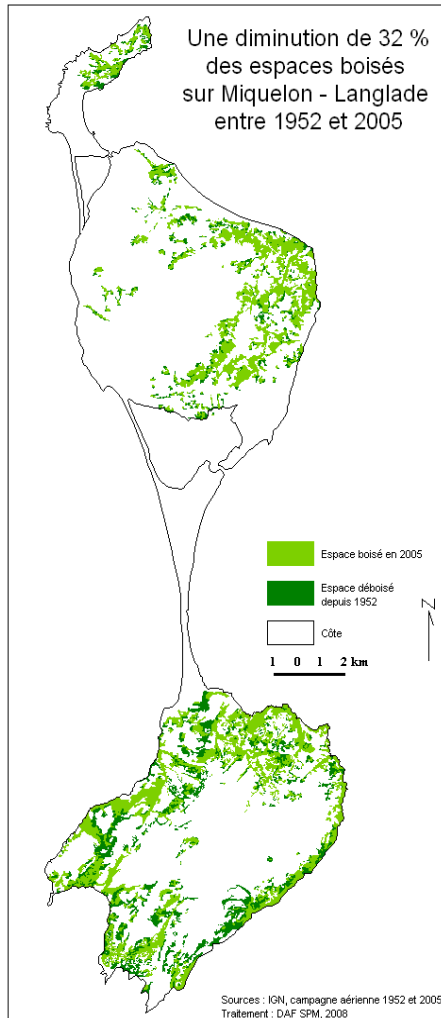 Une diminution de 32 %
des espaces boisés
sur Miquelon - Langlade
entre 1952 et 2005
Espace boisé en 2005
Espace déboisé
depuis 1952
Côte
N
1 0 1 2 km
Sources : IGN, campagne aérienne 1952 et 2005
Traitement : DAF SPM, 2008